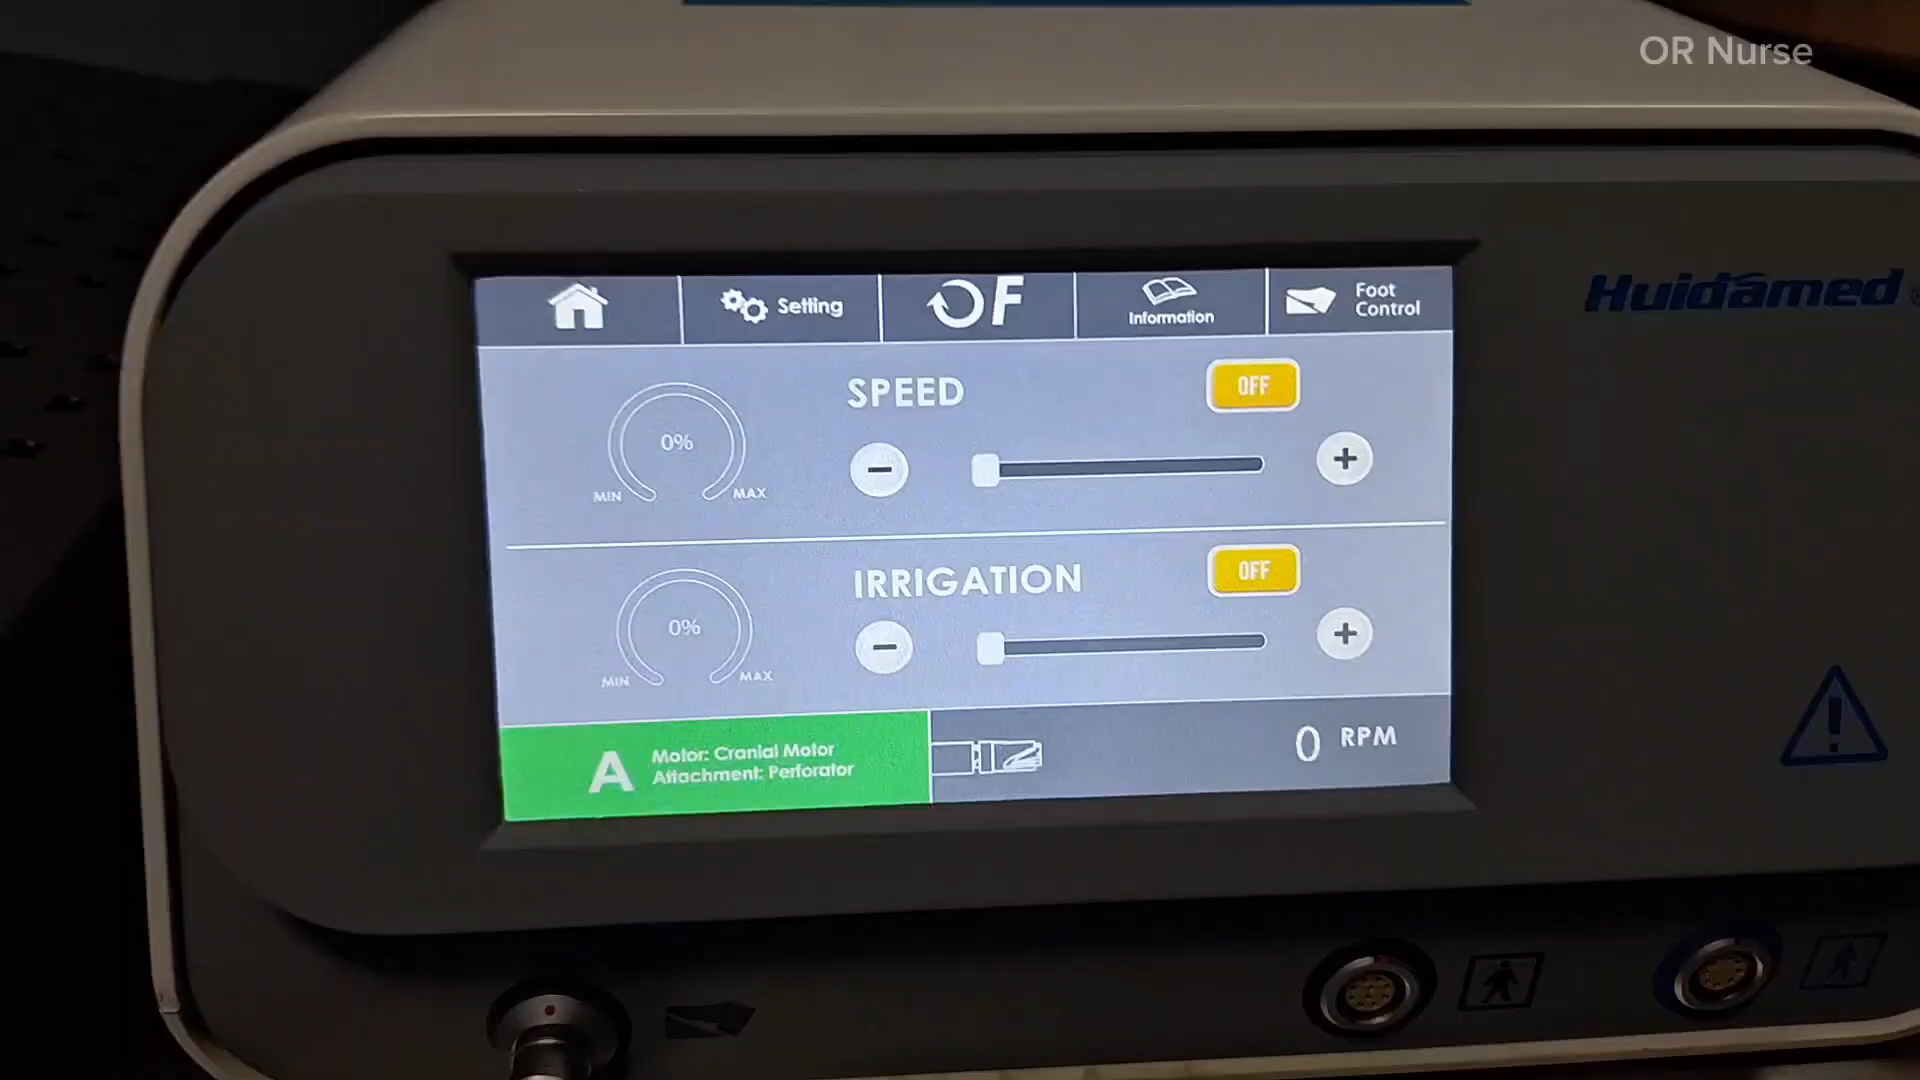 OR Nurse
Huidamed
Setting
F
Information
Foot
Control
SPEED
OFF
0%
MIN
MAX
IRRIGATION
OFF
0%
MIN
MAX
A
Motor: Cranial Motor
Attachment: Perforator
0 RPM